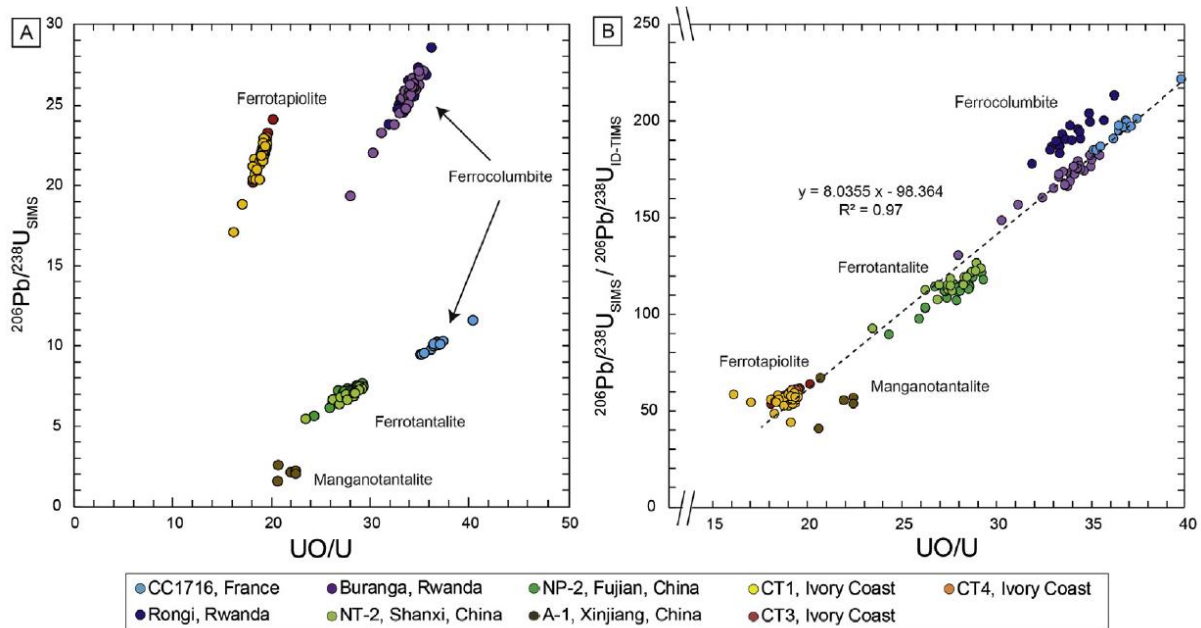 A
30
25
20
15
10
5
0
0
10
20
30
40
50
²⁰⁶Pb/²³⁸U_SIMS
UO/U
Ferrotapiolite
Ferrocolumbite
Ferrotantalite
Manganotantalite
B
250
200
150
100
50
0
15
20
25
30
35
40
²⁰⁶Pb/²³⁸U_SIMS / ²⁰⁶Pb/²³⁸U_ID-TIMS
UO/U
Ferrocolumbite
y = 8.0355 x - 98.364
R² = 0.97
Ferrotantalite
Ferrotapiolite
Manganotantalite
CC1716, France
Buranga, Rwanda
NP-2, Fujian, China
CT1, Ivory Coast
CT4, Ivory Coast
Rongi, Rwanda
NT-2, Shanxi, China
A-1, Xinjiang, China
CT3, Ivory Coast